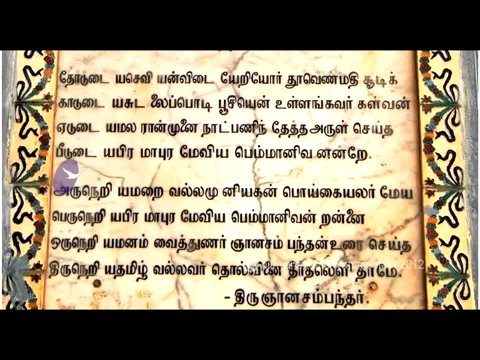 தோடுடை யசெவி யன்விடை யேறியோர் தூவெண்மதி சூடிக்
காடுடை யசுட லைப்பொடி பூசியென் உள்ளங்கவர் கள்வன்
ஏடுடை யமல ரான்முனை நாட்பணிந் தேத்த அருள் செய்த
பீடுடை யபிர மாபுர மேவிய பெம்மானிவ னன்றே.
அருநெறி யமறை வல்லமு னியகன் பொய்கையலர் மேய
பெருநெறி யபிர மாபுர மேவிய பெம்மானிவன் றன்னை
ஒருநெறி யமனம் வைத்துணர் ஞானசம் பந்தன்உரை செய்த
திருநெறி யதமிழ் வல்லவர் தொல்வினை தீர்தலெளி தாமே.
- திருஞானசம்பந்தர்.